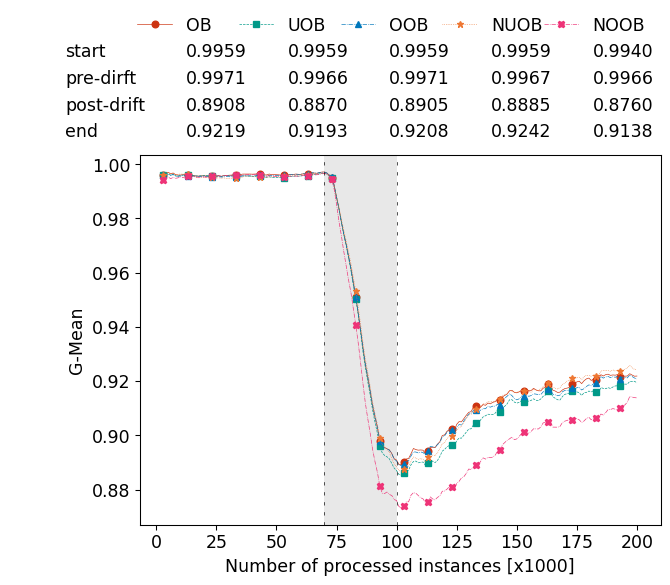 OB UOB OOB NUOB NOOB
start 0.9959 0.9959 0.9959 0.9959 0.9940
pre-dirft 0.9971 0.9966 0.9971 0.9967 0.9966
post-drift 0.8908 0.8870 0.8905 0.8885 0.8760
end 0.9219 0.9193 0.9208 0.9242 0.9138
1.00
0.98
0.96
0.94
0.92
0.90
0.88
G-Mean
0 25 50 75 100 125 150 175 200
Number of processed instances [x1000]